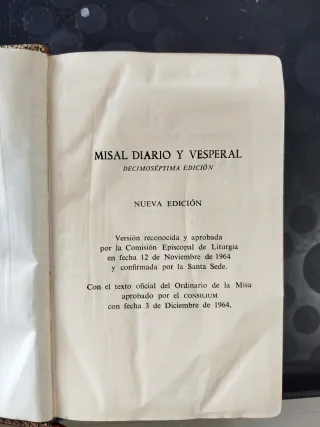 MISAL DIARIO Y VESPERAL
DECIMOSÉPTIMA EDICIÓN
NUEVA EDICIÓN
Versión reconocida y aprobada
por la Comisión Episcopal de Liturgia
en fecha 12 de Noviembre de 1964
y confirmada por la Santa Sede.
Con el texto oficial del Ordinario de la Misa
aprobado por el CONSILIUM
con fecha 3 de Diciembre de 1964.